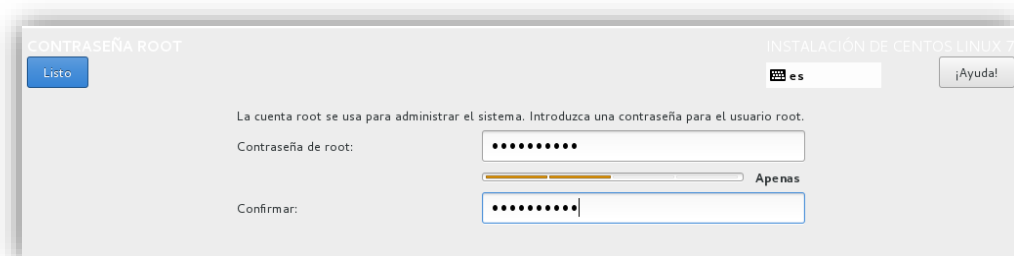 CONTRASEÑA ROOT
INSTALACIÓN DE CENTOS LINUX 7
Listo
es
¡Ayuda!
La cuenta root se usa para administrar el sistema. Introduzca una contraseña para el usuario root.
Contraseña de root:
••••••••••
Apenas
Confirmar:
••••••••••